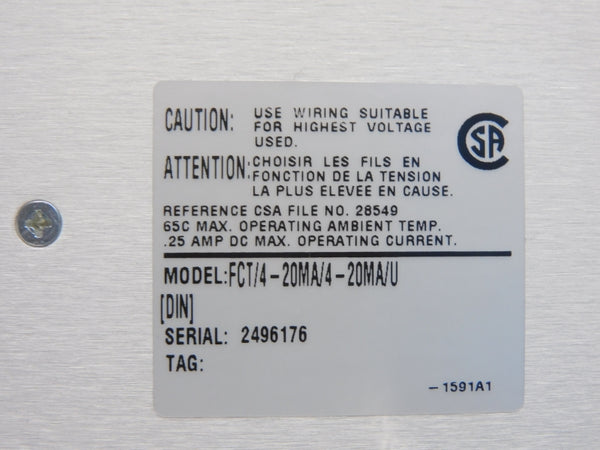 CAUTION: USE WIRING SUITABLE
FOR HIGHEST VOLTAGE
USED.
CSA
ATTENTION: CHOISIR LES FILS EN
FONCTION DE LA TENSION
LA PLUS ELEVEE EN CAUSE.
REFERENCE CSA FILE NO. 28549
65C MAX. OPERATING AMBIENT TEMP.
.25 AMP DC MAX. OPERATING CURRENT.
MODEL:FCT/4-20MA/4-20MA/U
[DIN]
SERIAL: 2496176
TAG:
-1591A1